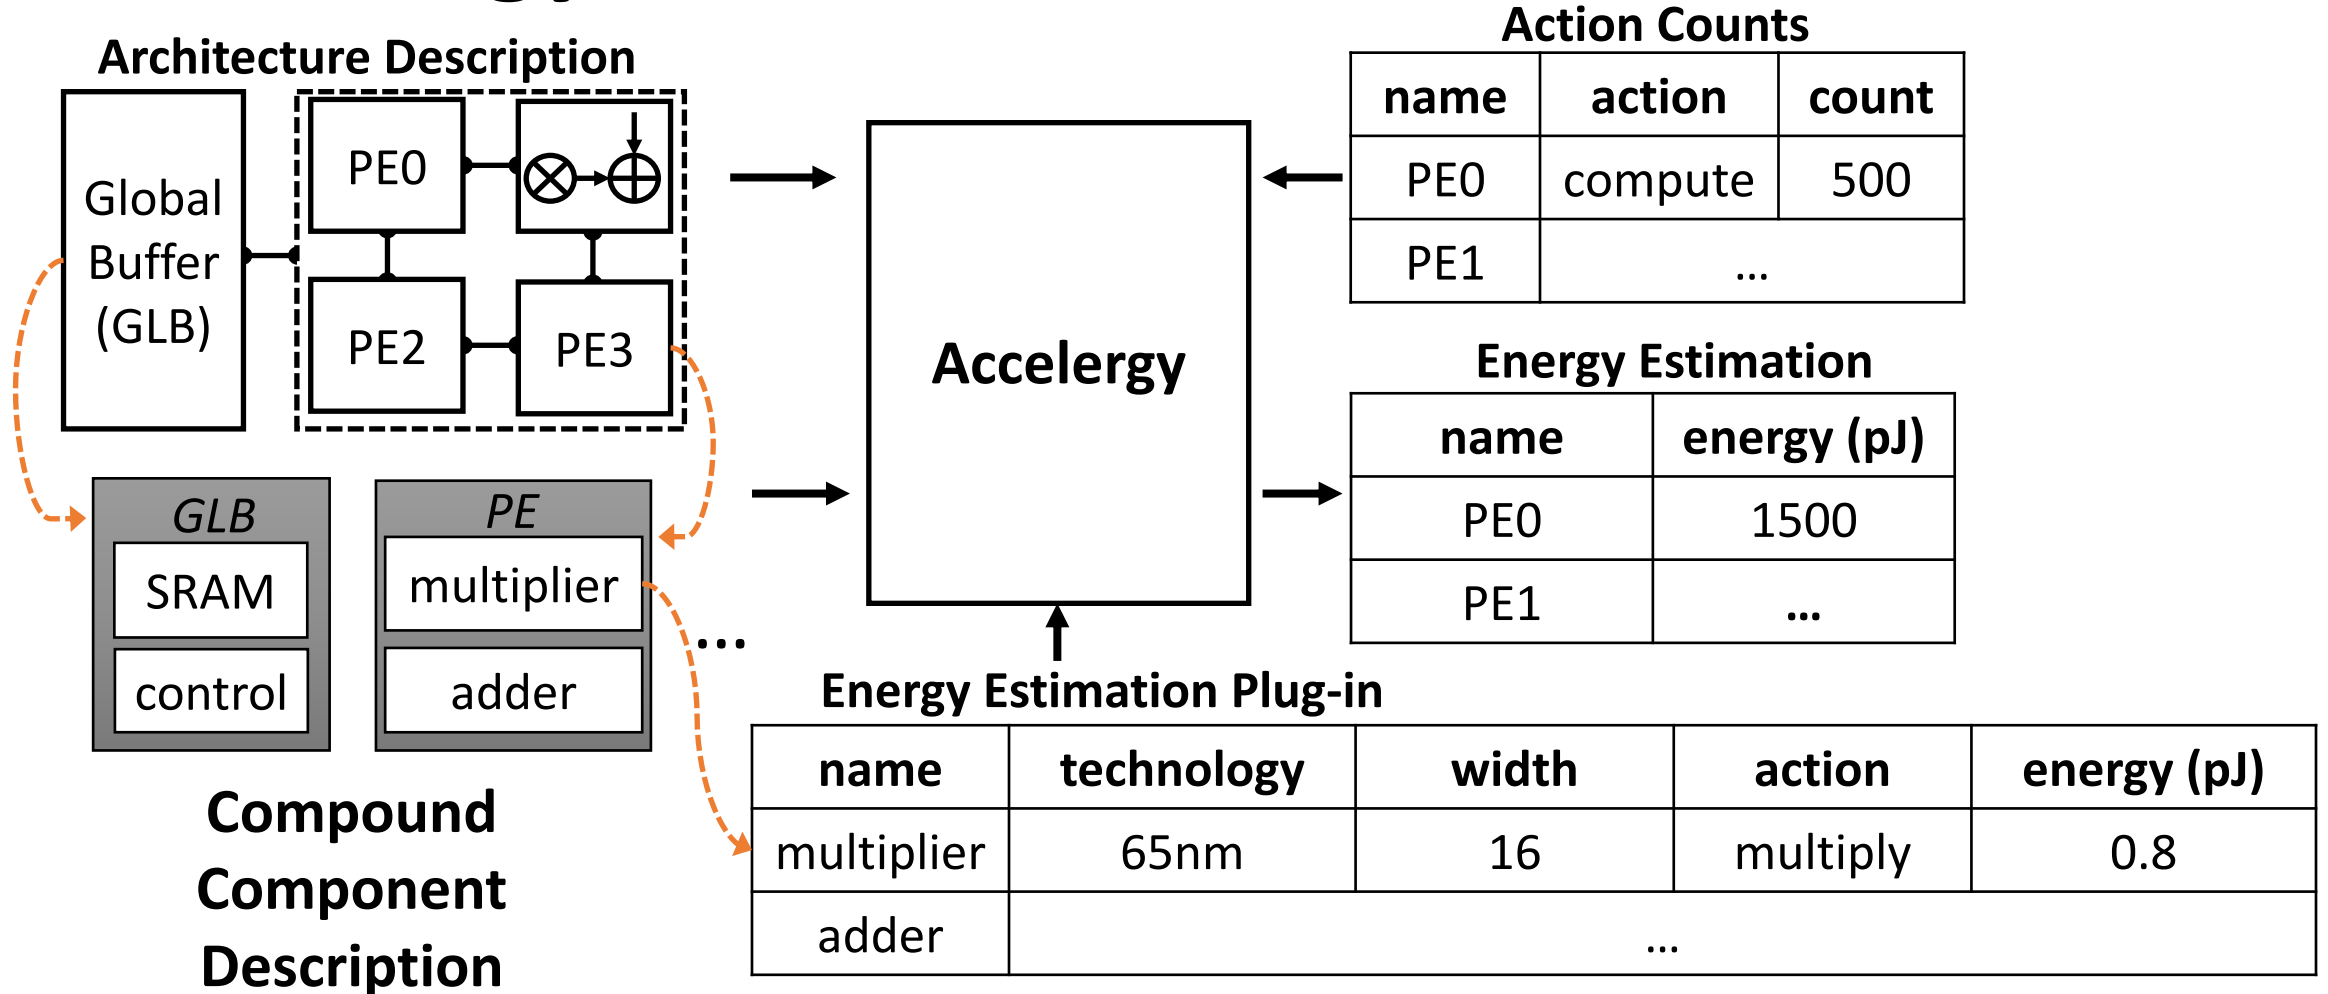 Architecture Description
Global
Buffer
(GLB)
PE0
PE2
PE3
GLB
SRAM
control
PE
multiplier
adder
...
Compound
Component
Description
Accelergy
Action Counts
name action count
PE0 compute 500
PE1 ...
Energy Estimation
name energy (pJ)
PE0 1500
PE1 ...
Energy Estimation Plug-in
name technology width action energy (pJ)
multiplier 65nm 16 multiply 0.8
adder ...